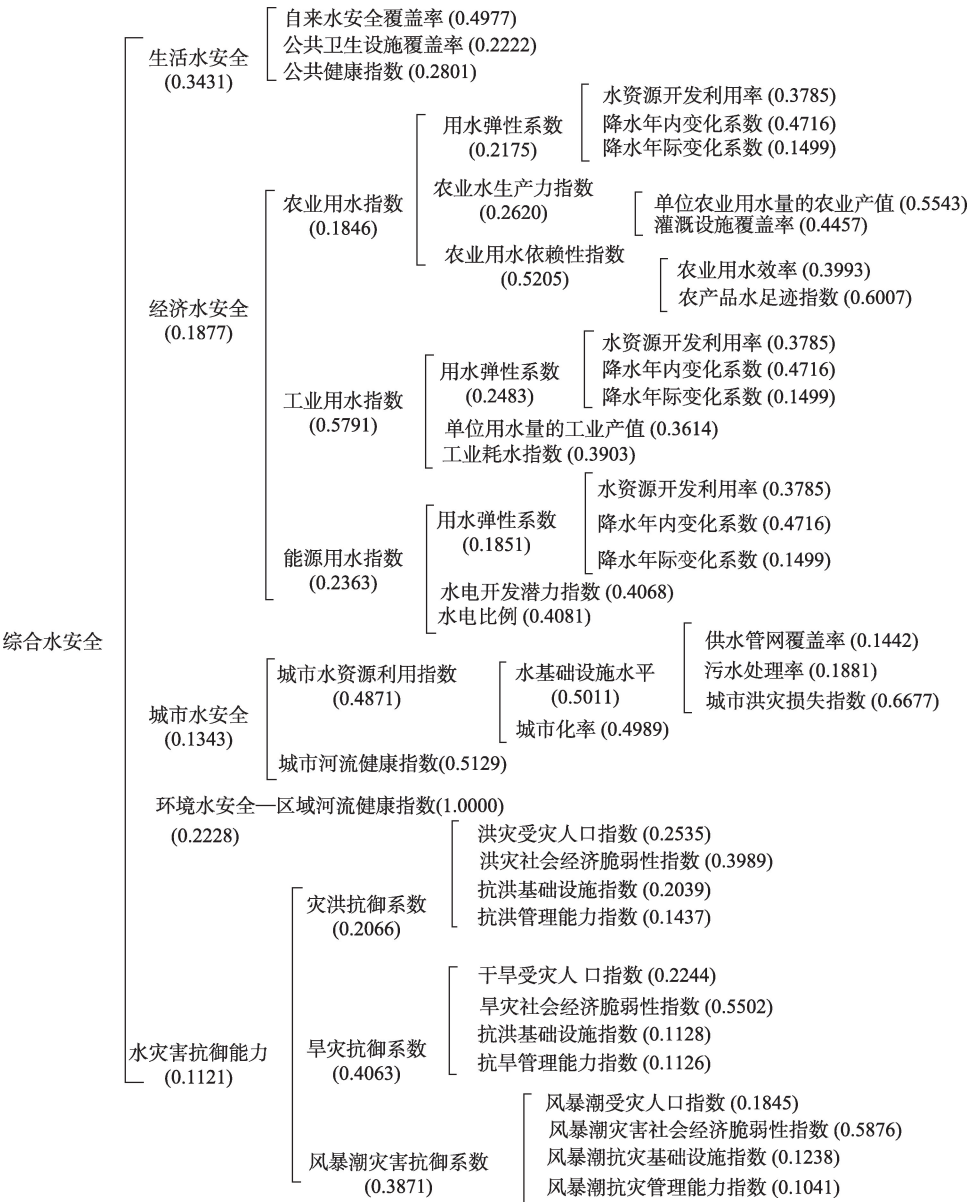 综合水安全
生活水安全
(0.3431)
自来水安全覆盖率 (0.4977)
公共卫生设施覆盖率 (0.2222)
公共健康指数 (0.2801)
经济水安全
(0.1877)
农业用水指数
(0.1846)
用水弹性系数
(0.2175)
水资源开发利用率 (0.3785)
降水年内变化系数 (0.4716)
降水年际变化系数 (0.1499)
农业水生产力指数
(0.2620)
单位农业用水量的农业产值 (0.5543)
灌溉设施覆盖率 (0.4457)
农业用水依赖性指数
(0.5205)
农业用水效率 (0.3993)
农产品水足迹指数 (0.6007)
工业用水指数
(0.5791)
用水弹性系数
(0.2483)
水资源开发利用率 (0.3785)
降水年内变化系数 (0.4716)
降水年际变化系数 (0.1499)
单位用水量的工业产值 (0.3614)
工业耗水指数 (0.3903)
能源用水指数
(0.2363)
用水弹性系数
(0.1851)
水资源开发利用率 (0.3785)
降水年内变化系数 (0.4716)
降水年际变化系数 (0.1499)
水电开发潜力指数 (0.4068)
水电比例 (0.4081)
城市水安全
(0.1343)
城市水资源利用指数
(0.4871)
水基础设施水平
(0.5011)
供水管网覆盖率 (0.1442)
污水处理率 (0.1881)
城市洪灾损失指数 (0.6677)
城市化率 (0.4989)
城市河流健康指数(0.5129)
环境水安全—区域河流健康指数(1.0000)
(0.2228)
水灾害抗御能力
(0.1121)
灾洪抗御系数
(0.2066)
洪灾受灾人口指数 (0.2535)
洪灾社会经济脆弱性指数 (0.3989)
抗洪基础设施指数 (0.2039)
抗洪管理能力指数 (0.1437)
旱灾抗御系数
(0.4063)
干旱受灾人 口指数 (0.2244)
旱灾社会经济脆弱性指数 (0.5502)
抗洪基础设施指数 (0.1128)
抗旱管理能力指数 (0.1126)
风暴潮灾害抗御系数
(0.3871)
风暴潮受灾人口指数 (0.1845)
风暴潮灾害社会经济脆弱性指数 (0.5876)
风暴潮抗灾基础设施指数 (0.1238)
风暴潮抗灾管理能力指数 (0.1041)